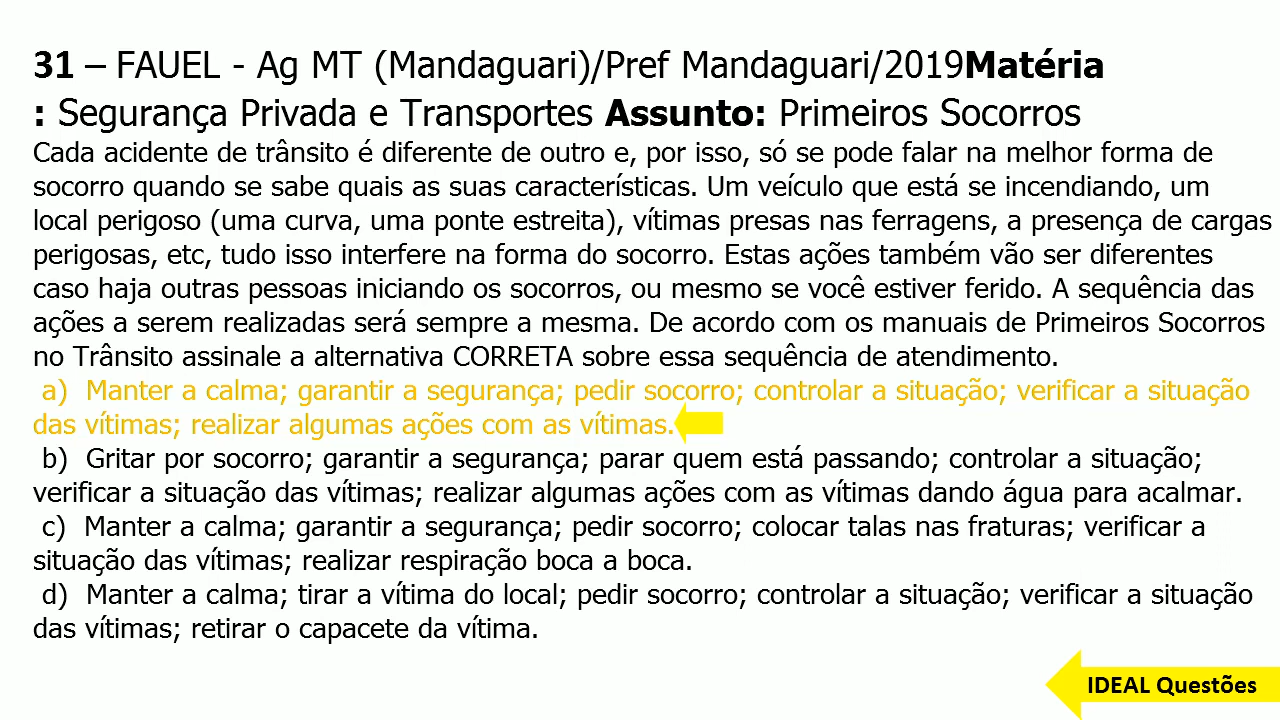 31 – FAUEL - Ag MT (Mandaguari)/Pref Mandaguari/2019Matéria
: Segurança Privada e Transportes Assunto: Primeiros Socorros
Cada acidente de trânsito é diferente de outro e, por isso, só se pode falar na melhor forma de
socorro quando se sabe quais as suas características. Um veículo que está se incendiando, um
local perigoso (uma curva, uma ponte estreita), vítimas presas nas ferragens, a presença de cargas
perigosas, etc, tudo isso interfere na forma do socorro. Estas ações também vão ser diferentes
caso haja outras pessoas iniciando os socorros, ou mesmo se você estiver ferido. A sequência das
ações a serem realizadas será sempre a mesma. De acordo com os manuais de Primeiros Socorros
no Trânsito assinale a alternativa CORRETA sobre essa sequência de atendimento.
a) Manter a calma; garantir a segurança; pedir socorro; controlar a situação; verificar a situação
das vítimas; realizar algumas ações com as vítimas.
b) Gritar por socorro; garantir a segurança; parar quem está passando; controlar a situação;
verificar a situação das vítimas; realizar algumas ações com as vítimas dando água para acalmar.
c) Manter a calma; garantir a segurança; pedir socorro; colocar talas nas fraturas; verificar a
situação das vítimas; realizar respiração boca a boca.
d) Manter a calma; tirar a vítima do local; pedir socorro; controlar a situação; verificar a situação
das vítimas; retirar o capacete da vítima.
IDEAL Questões